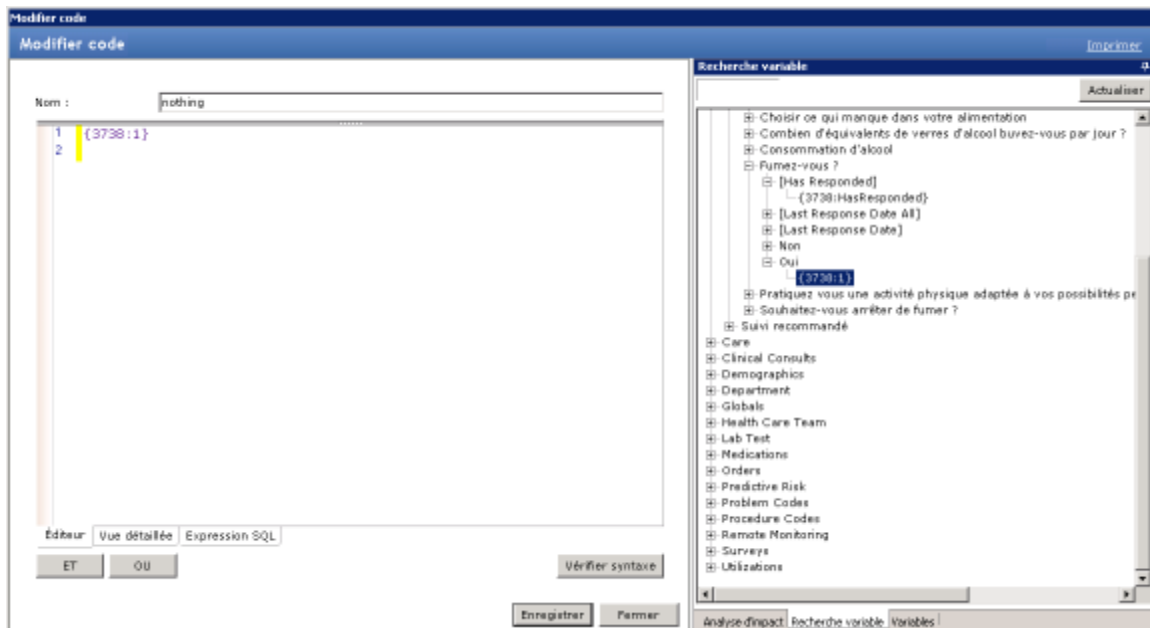 Modifier code
Modifier code
Imprimer
Nom :
nothing
1 {3738:1}
2
Éditeur
Vue détaillée
Expression SQL
ET
OU
Vérifier syntaxe
Enregistrer
Fermer
Recherche variable
Actualiser
Choisir ce qui manque dans votre alimentation
Combien d'équivalents de verres d'alcool buvez-vous par jour ?
Consommation d'alcool
Fumez-vous ?
[Has Responded]
{3738:HasResponded}
[Last Response Date All]
[Last Response Date]
Non
Oui
{3738:1}
Pratiquez vous une activité physique adaptée à vos possibilités pe
Souhaitez-vous arrêter de fumer ?
Suivi recommandé
Care
Clinical Consults
Demographics
Department
Globals
Health Care Team
Lab Test
Medications
Orders
Predictive Risk
Problem Codes
Procedure Codes
Remote Monitoring
Surveys
Utilizations
Analyse d'impact
Recherche variable
Variables